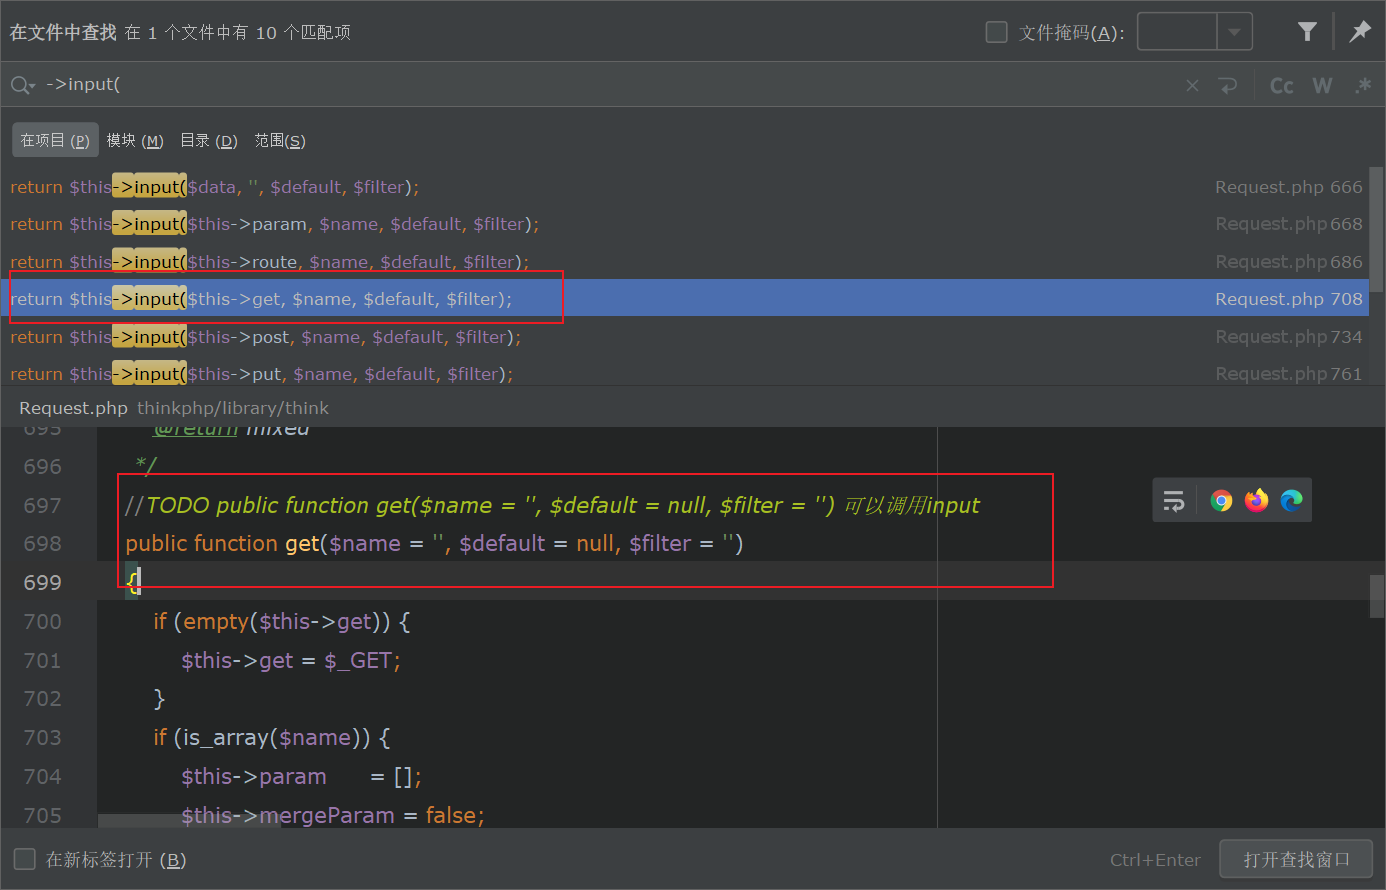 在文件中查找 在 1 个文件中有 10 个匹配项 文件掩码(A):
->input( Cc W .*
在项目 (P) 模块 (M) 目录 (D) 范围(S)
return $this->input($data, '', $default, $filter); Request.php 666
return $this->input($this->param, $name, $default, $filter); Request.php 668
return $this->input($this->route, $name, $default, $filter); Request.php 686
return $this->input($this->get, $name, $default, $filter); Request.php 708
return $this->input($this->post, $name, $default, $filter); Request.php 734
return $this->input($this->put, $name, $default, $filter); Request.php 761
Request.php thinkphp/library/think
695 @return mixed
696 */
697 //TODO public function get($name = '', $default = null, $filter = '') 可以调用input
698 public function get($name = '', $default = null, $filter = '')
699 {
700 if (empty($this->get)) {
701 $this->get = $_GET;
702 }
703 if (is_array($name)) {
704 $this->param = [];
705 $this->mergeParam = false;
在新标签打开 (B) Ctrl+Enter 打开查找窗口